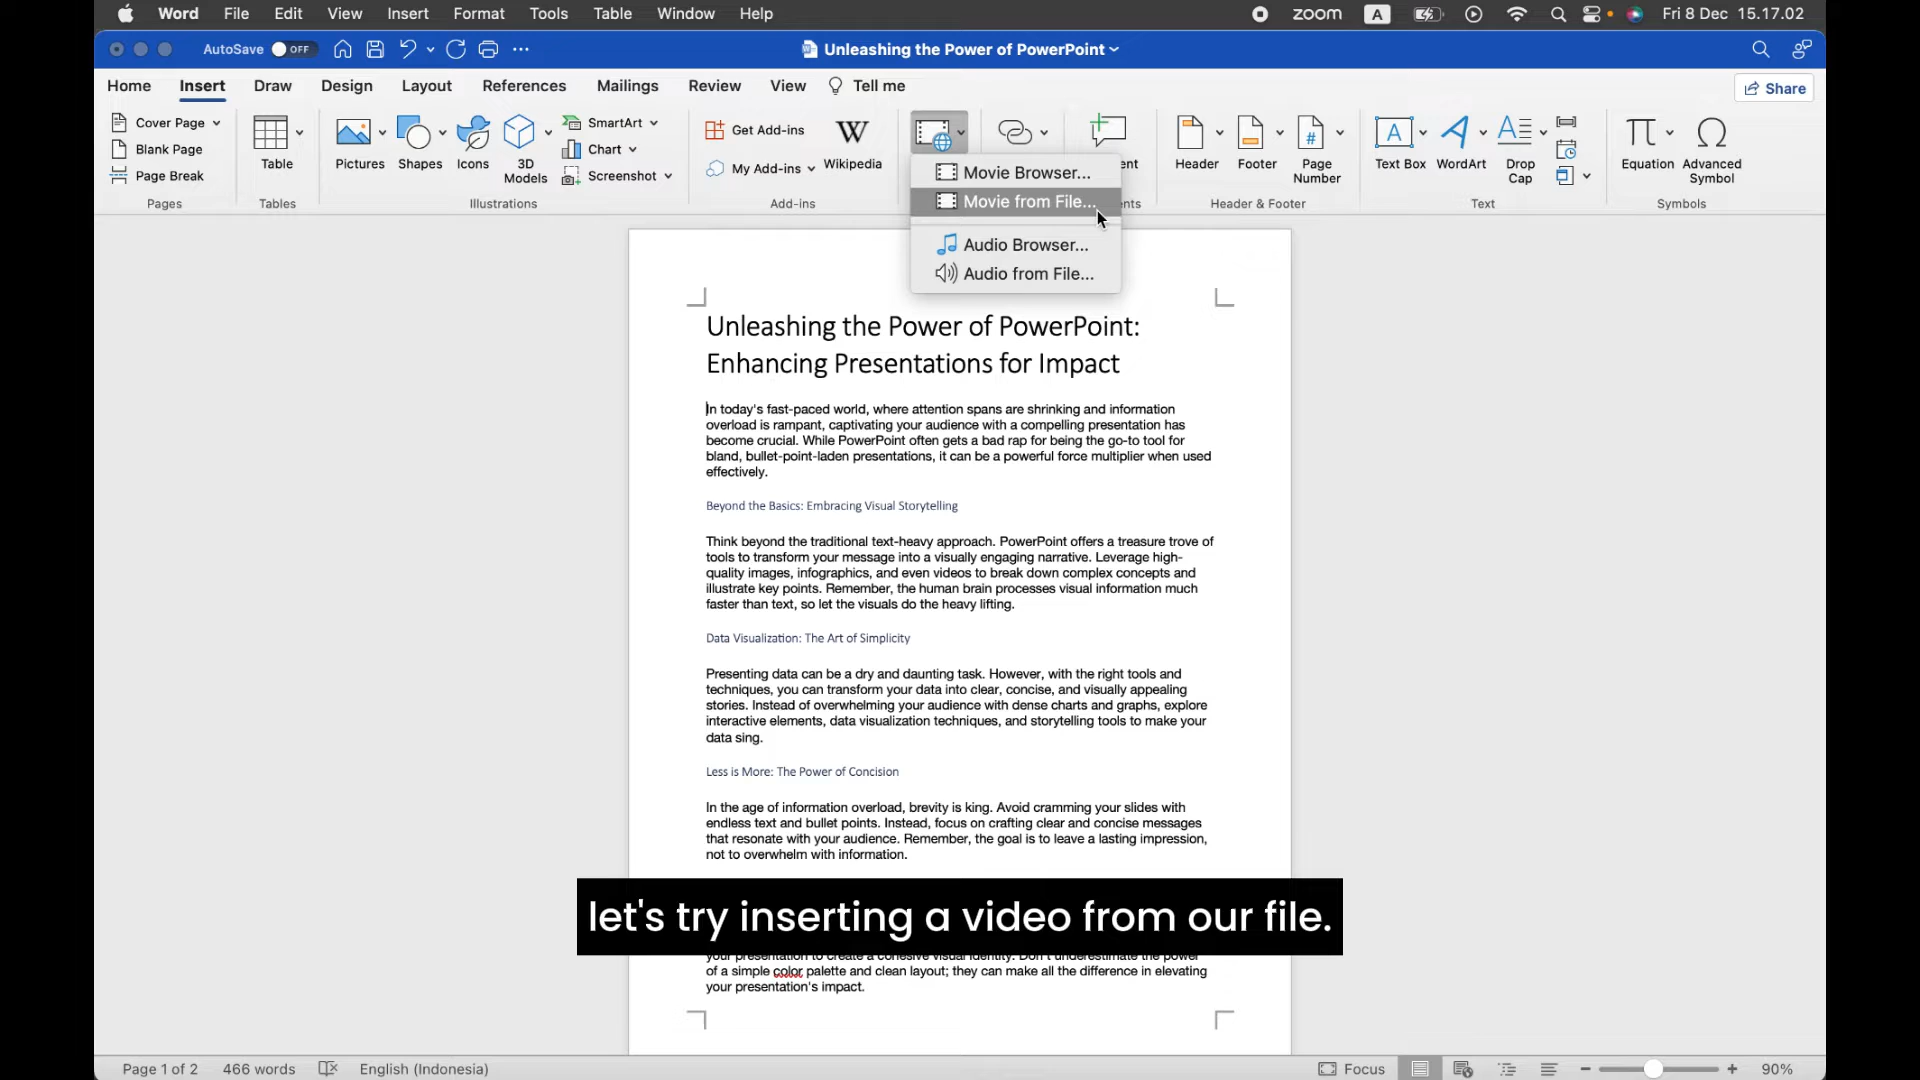 Word File Edit View Insert Format Tools Table Window Help zoom A Fri 8 Dec 15.17.02
AutoSave OFF Unleashing the Power of PowerPoint
Home Insert Draw Design Layout References Mailings Review View Tell me Share
Cover Page
Blank Page
Page Break
Pages
Table
Tables
Pictures
Shapes
Icons
3D
Models
SmartArt
Chart
Screenshot
Illustrations
Get Add-ins
My Add-ins
Wikipedia
Add-ins
Movie Browser...
Movie from File...
Audio Browser...
Audio from File...
Header
Footer
Page
Number
Header & Footer
Text Box
WordArt
Drop
Cap
Text
Equation
Advanced
Symbol
Symbols
Unleashing the Power of PowerPoint:
Enhancing Presentations for Impact
In today's fast-paced world, where attention spans are shrinking and information
overload is rampant, captivating your audience with a compelling presentation has
become crucial. While PowerPoint often gets a bad rap for being the go-to tool for
bland, bullet-point-laden presentations, it can be a powerful force multiplier when used
effectively.
Beyond the Basics: Embracing Visual Storytelling
Think beyond the traditional text-heavy approach. PowerPoint offers a treasure trove of
tools to transform your message into a visually engaging narrative. Leverage high-
quality images, infographics, and even videos to break down complex concepts and
illustrate key points. Remember, the human brain processes visual information much
faster than text, so let the visuals do the heavy lifting.
Data Visualization: The Art of Simplicity
Presenting data can be a dry and daunting task. However, with the right tools and
techniques, you can transform your data into clear, concise, and visually appealing
stories. Instead of overwhelming your audience with dense charts and graphs, explore
interactive elements, data visualization techniques, and storytelling tools to make your
data sing.
Less is More: The Power of Concision
In the age of information overload, brevity is king. Avoid cramming your slides with
endless text and bullet points. Instead, focus on crafting clear and concise messages
that resonate with your audience. Remember, the goal is to leave a lasting impression,
not to overwhelm with information.
let's try inserting a video from our file.
your presentation to create a cohesive visual identity. Don't underestimate the power
of a simple color palette and clean layout; they can make all the difference in elevating
your presentation's impact.
Page 1 of 2 466 words English (Indonesia) Focus 90%